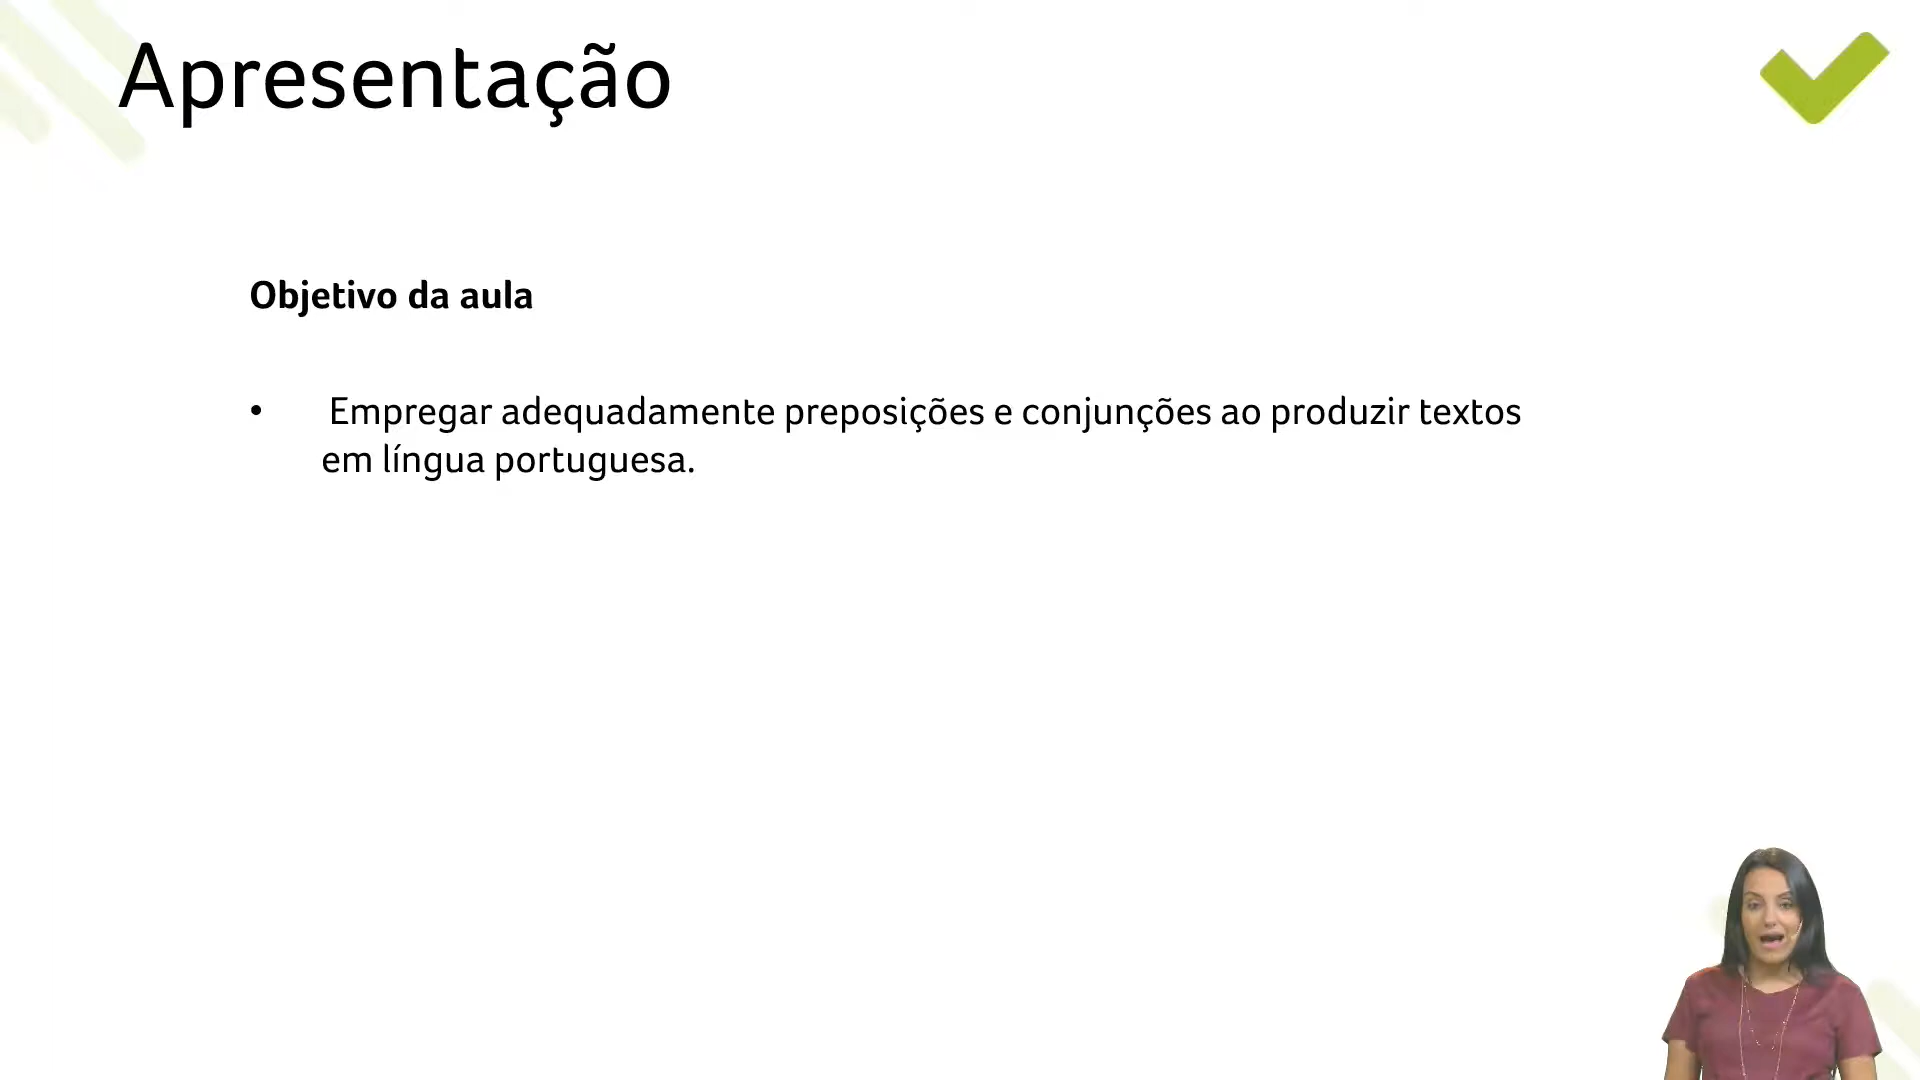 Apresentação
Objetivo da aula
• Empregar adequadamente preposições e conjunções ao produzir textos
em língua portuguesa.